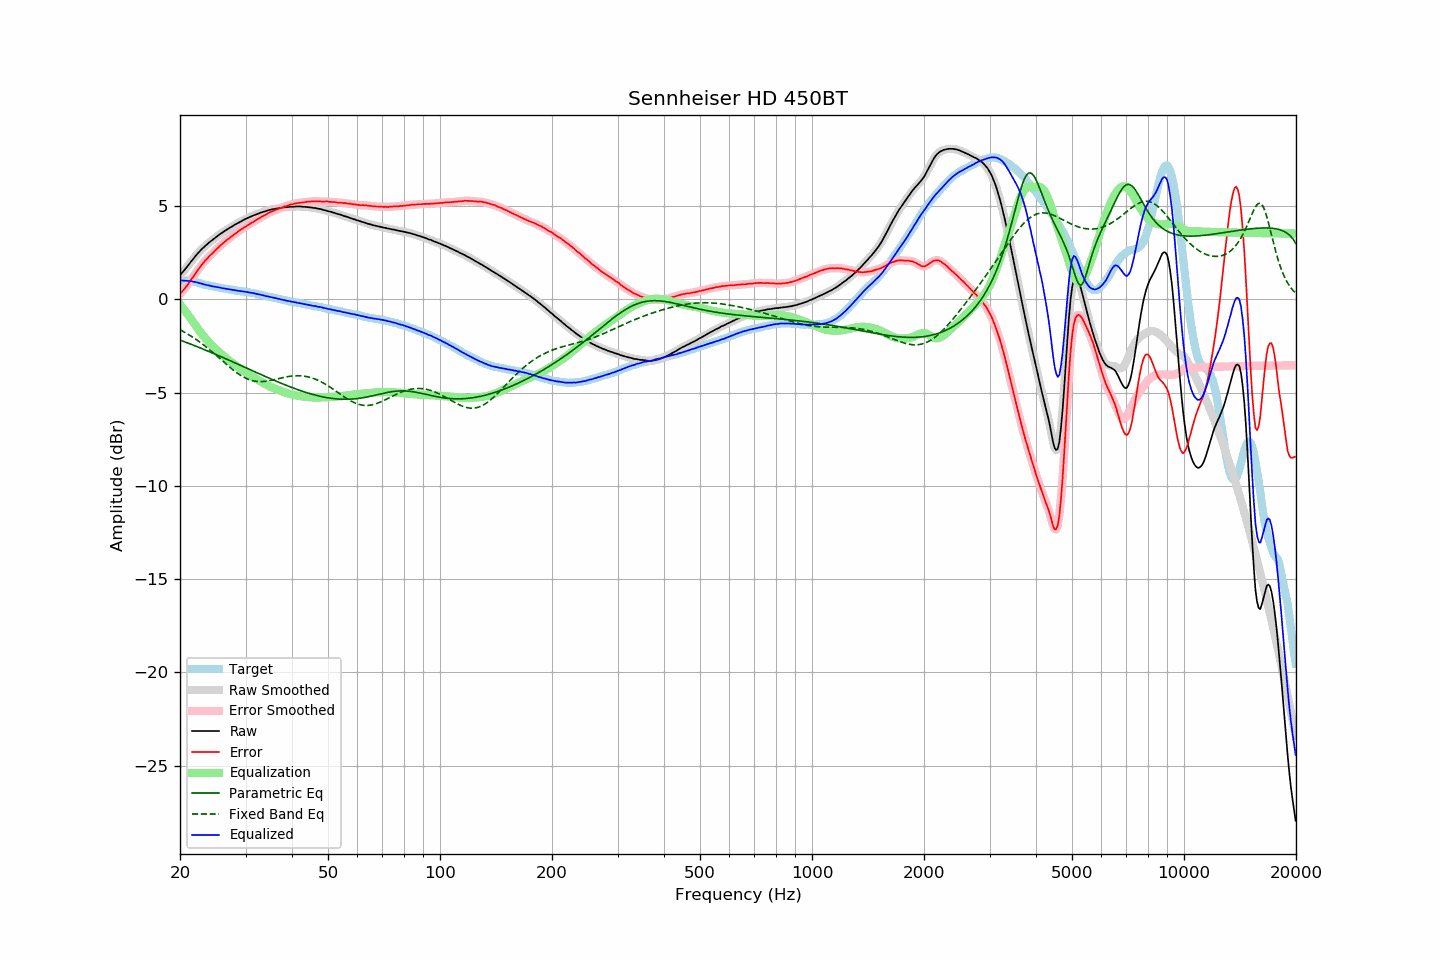 Sennheiser HD 450BT
Amplitude (dBr)
5
0
−5
−10
−15
−20
−25
Target
Raw Smoothed
Error Smoothed
Raw
Error
Equalization
Parametric Eq
Fixed Band Eq
Equalized
20 50 100 200 500 1000 2000 5000 10000 20000
Frequency (Hz)